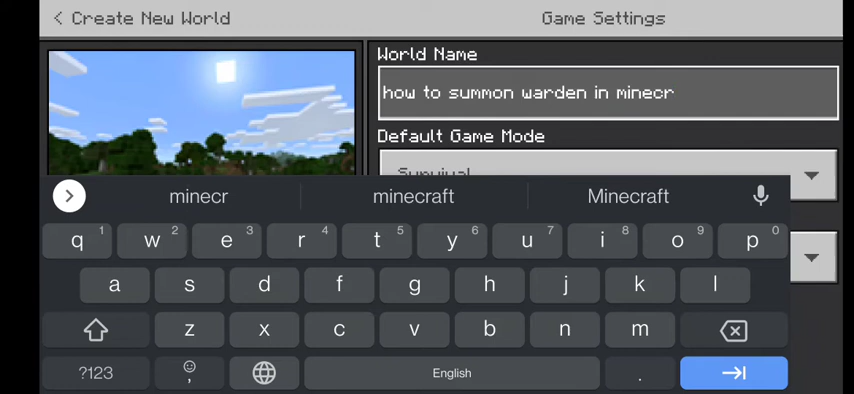 Create New World
Game Settings
World Name
how to summon warden in minecr
Default Game Mode
Survival
minecr minecraft Minecraft
q 1 w 2 e 3 r 4 t 5 y 6 u 7 i 8 o 9 p 0
a s d f g h j k l
z x c v b n m
?123 , English .